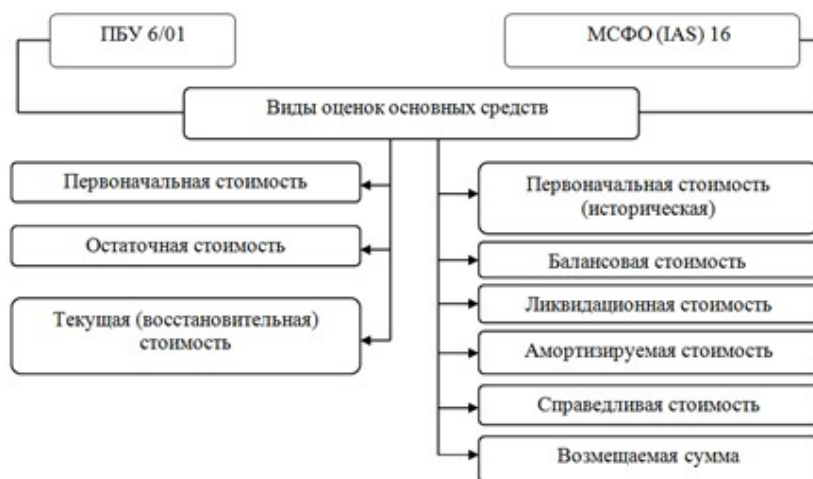 ПБУ 6/01
МСФО (IAS) 16
Виды оценок основных средств
Первоначальная стоимость
Остаточная стоимость
Текущая (восстановительная)
стоимость
Первоначальная стоимость
(историческая)
Балансовая стоимость
Ликвидационная стоимость
Амортизируемая стоимость
Справедливая стоимость
Возмещаемая сумма